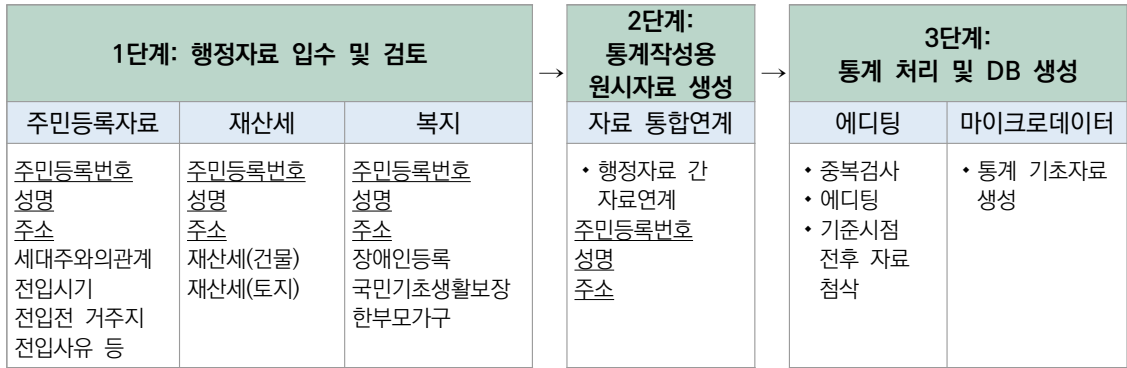 1단계: 행정자료 입수 및 검토
→
2단계:
통계작성용
원시자료 생성
→
3단계:
통계 처리 및 DB 생성
주민등록자료
재산세
복지
자료 통합연계
에디팅
마이크로데이터
주민등록번호
성명
주소
세대주와의관계
전입시기
전입전 거주지
전입사유 등
주민등록번호
성명
주소
재산세(건물)
재산세(토지)
주민등록번호
성명
주소
장애인등록
국민기초생활보장
한부모가구
• 행정자료 간
자료연계
주민등록번호
성명
주소
• 중복검사
• 에디팅
• 기준시점
전후 자료
첨삭
• 통계 기초자료
생성